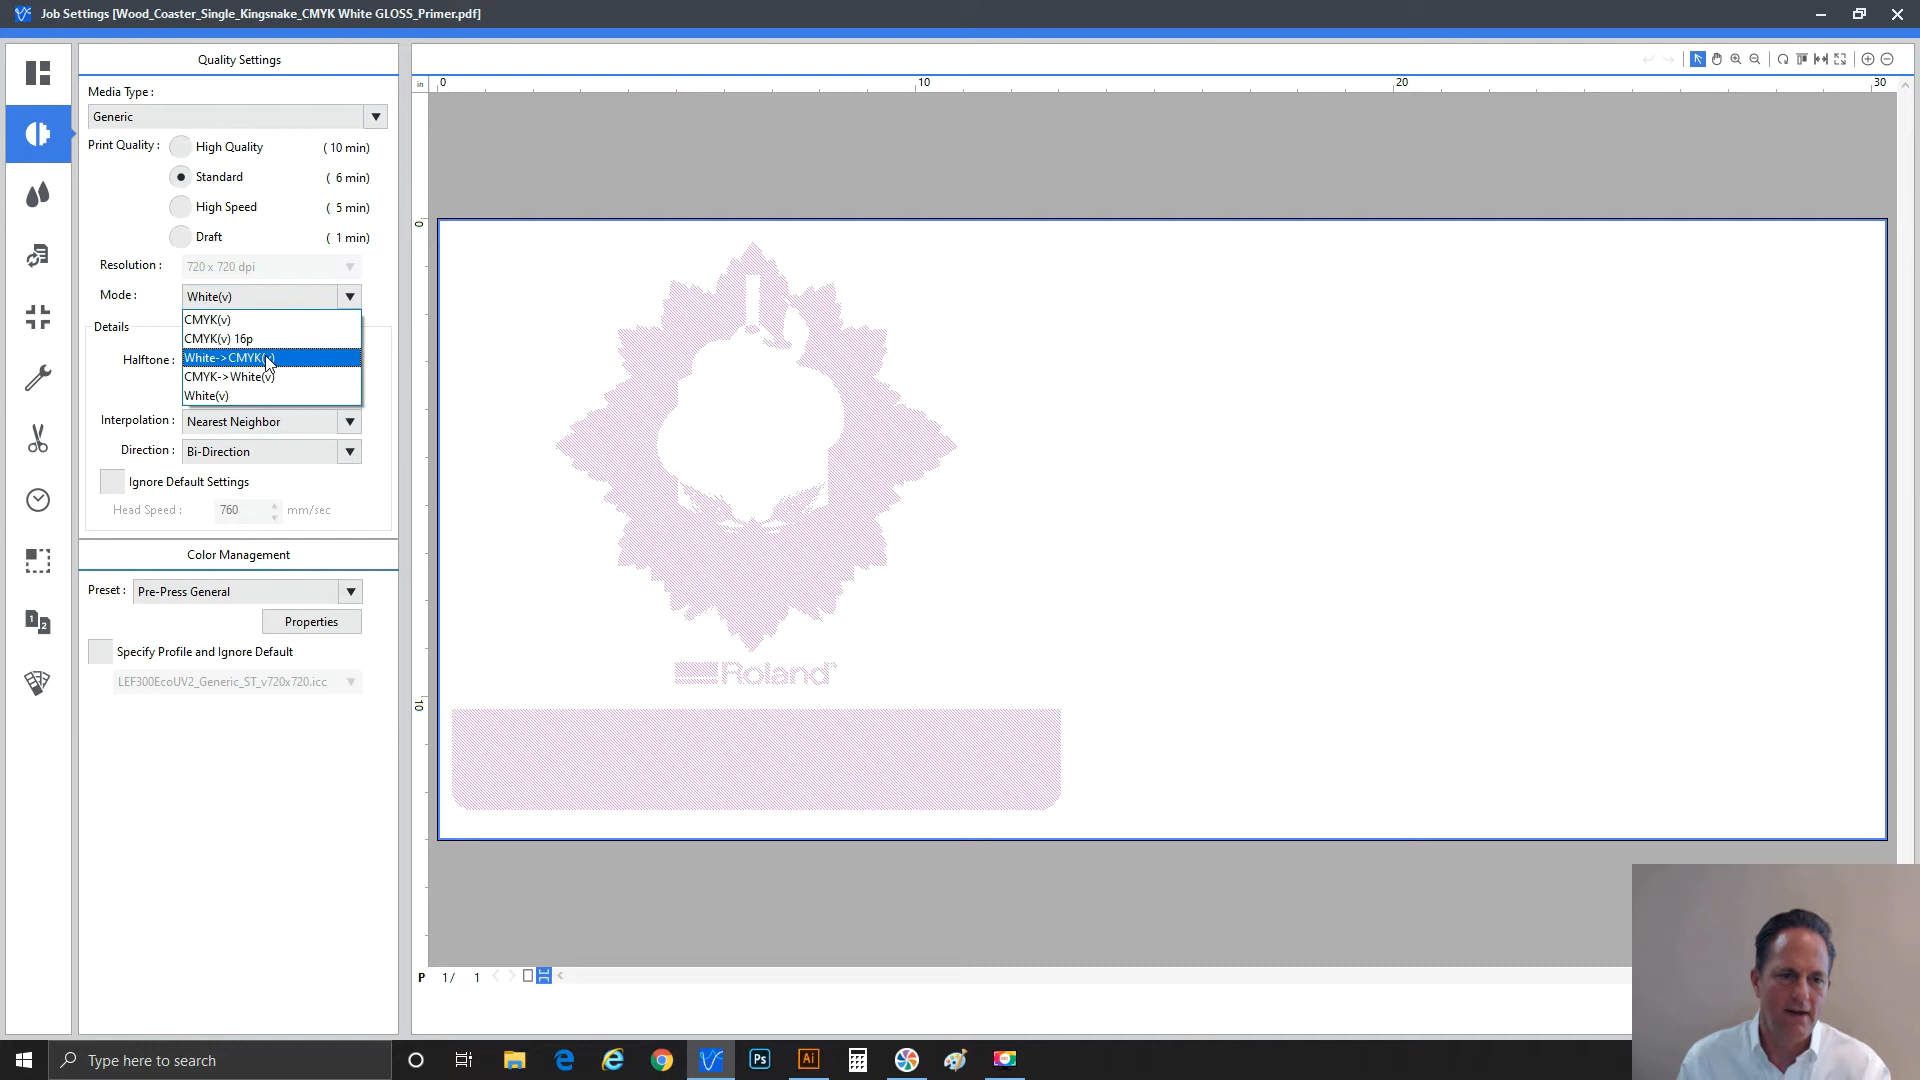 Job Settings [Wood_Coaster_Single_Kingsnake_CMYK White GLOSS_Primer.pdf]
Quality Settings
Media Type :
Generic
Print Quality :
High Quality ( 10 min)
Standard ( 6 min)
High Speed ( 5 min)
Draft ( 1 min)
Resolution : 720 x 720 dpi
Mode : White(v)
CMYK(v)
CMYK(v) 16p
White->CMYK(v)
CMYK->White(v)
White(v)
Details
Halftone :
Interpolation : Nearest Neighbor
Direction : Bi-Direction
Ignore Default Settings
Head Speed : 760 mm/sec
Color Management
Preset : Pre-Press General
Properties
Specify Profile and Ignore Default
LEF300EcoUV2_Generic_ST_v720x720.icc
in 0 10 20 30
0
10
Roland
P 1/ 1
Type here to search
Ps
Ai